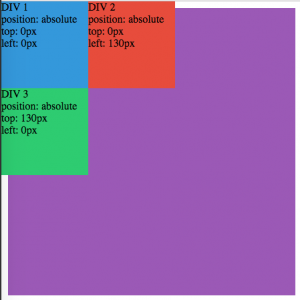 DIV 1
position: absolute
top: 0px
left: 0px
DIV 2
position: absolute
top: 0px
left: 130px
DIV 3
position: absolute
top: 130px
left: 0px